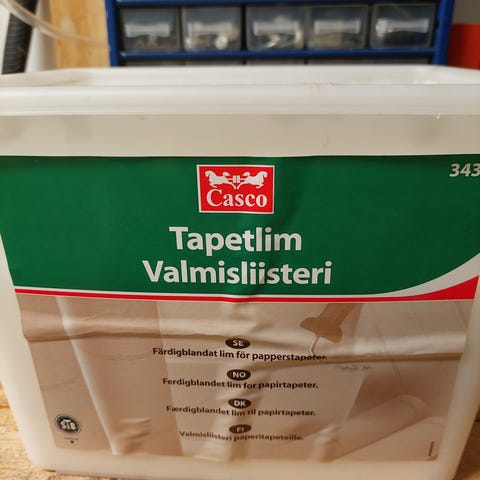 343
Casco
Tapetlim
Valmisliisteri
SE
Färdigblandat lim för papperstapeter.
NO
Ferdigblandet lim for papirtapeter.
DK
Færdigblandet lim til papirtapeter.
FI
Valmisliisteri paperitapeteille.